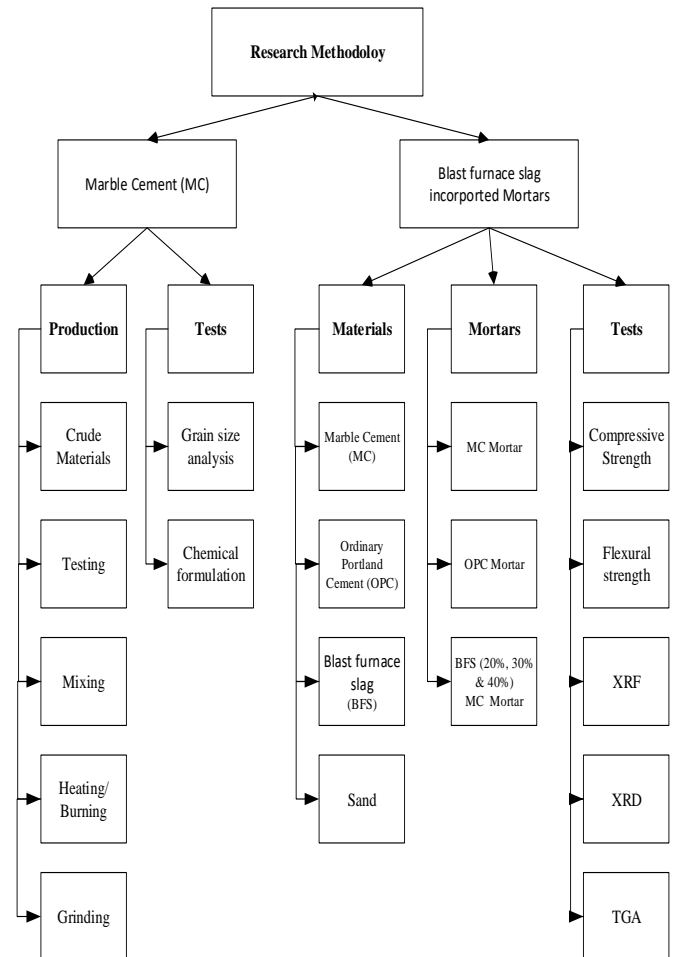 Research Methodoloy
Marble Cement (MC)
Blast furnace slag
incorported Mortars
Production
Tests
Materials
Mortars
Tests
Crude
Materials
Grain size
analysis
Marble Cement
(MC)
MC Mortar
Compressive
Strength
Testing
Chemical
formulation
Ordinary
Portland
Cement (OPC)
OPC Mortar
Flexural
strength
Mixing
Blast furnace
slag
(BFS)
BFS (20%, 30%
& 40%)
MC Mortar
XRF
Heating/
Burning
Sand
XRD
Grinding
TGA